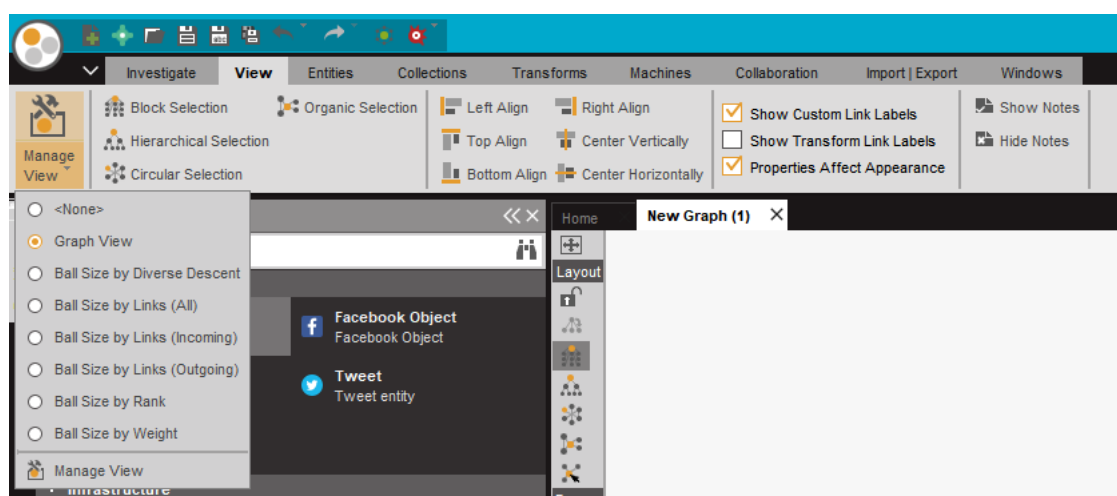 Investigate View Entities Collections Transforms Machines Collaboration Import | Export Windows
Manage View
Block Selection
Hierarchical Selection
Circular Selection
Organic Selection
Left Align
Top Align
Bottom Align
Right Align
Center Vertically
Center Horizontally
Show Custom Link Labels
Show Transform Link Labels
Properties Affect Appearance
Show Notes
Hide Notes
<None>
Graph View
Ball Size by Diverse Descent
Ball Size by Links (All)
Ball Size by Links (Incoming)
Ball Size by Links (Outgoing)
Ball Size by Rank
Ball Size by Weight
Manage View
Facebook Object
Facebook Object
Tweet
Tweet entity
Infrastructure
Home New Graph (1)
Layout